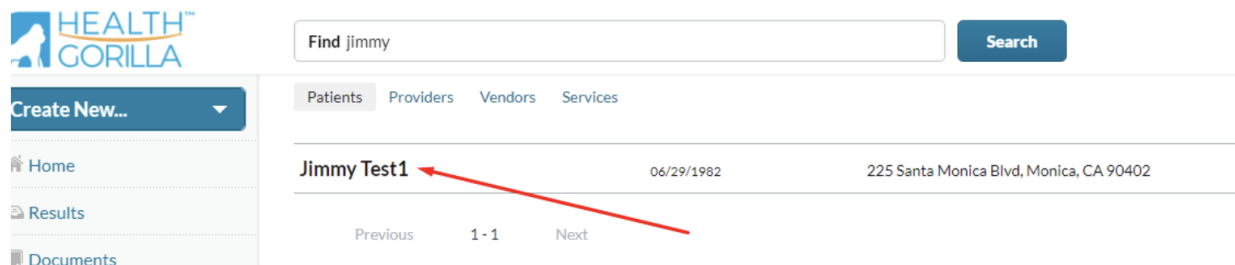 HEALTH™
GORILLA
Find jimmy
Search
Create New...
Patients Providers Vendors Services
Home
Jimmy Test1 06/29/1982 225 Santa Monica Blvd, Monica, CA 90402
Results
Previous 1 - 1 Next
Documents